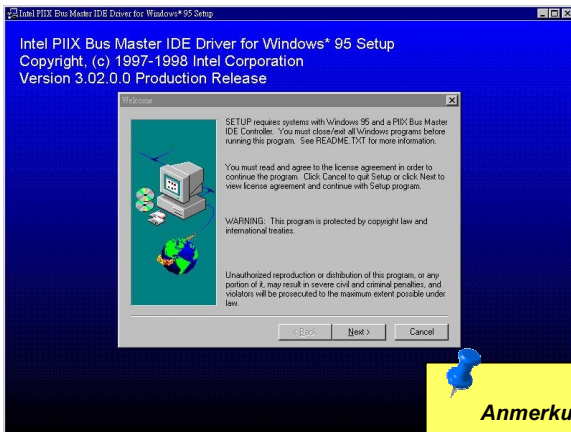 Intel PIIX Bus Master IDE Driver for Windows* 95 Setup
Intel PIIX Bus Master IDE Driver for Windows* 95 Setup
Copyright, (c) 1997-1998 Intel Corporation
Version 3.02.0.0 Production Release
Welcome
SETUP requires systems with Windows 95 and a PIIX Bus Master
IDE Controller. You must close/exit all Windows programs before
running this program. See README.TXT for more information.
You must read and agree to the license agreement in order to
continue the program. Click Cancel to quit Setup or click Next to
view license agreement and continue with Setup program.
WARNING: This program is protected by copyright law and
international treaties.
Unauthorized reproduction or distribution of this program, or any
portion of it, may result in severe civil and criminal penalties, and
violators will be prosecuted to the maximum extent possible under
law.
< Back Next > Cancel
Anmerku